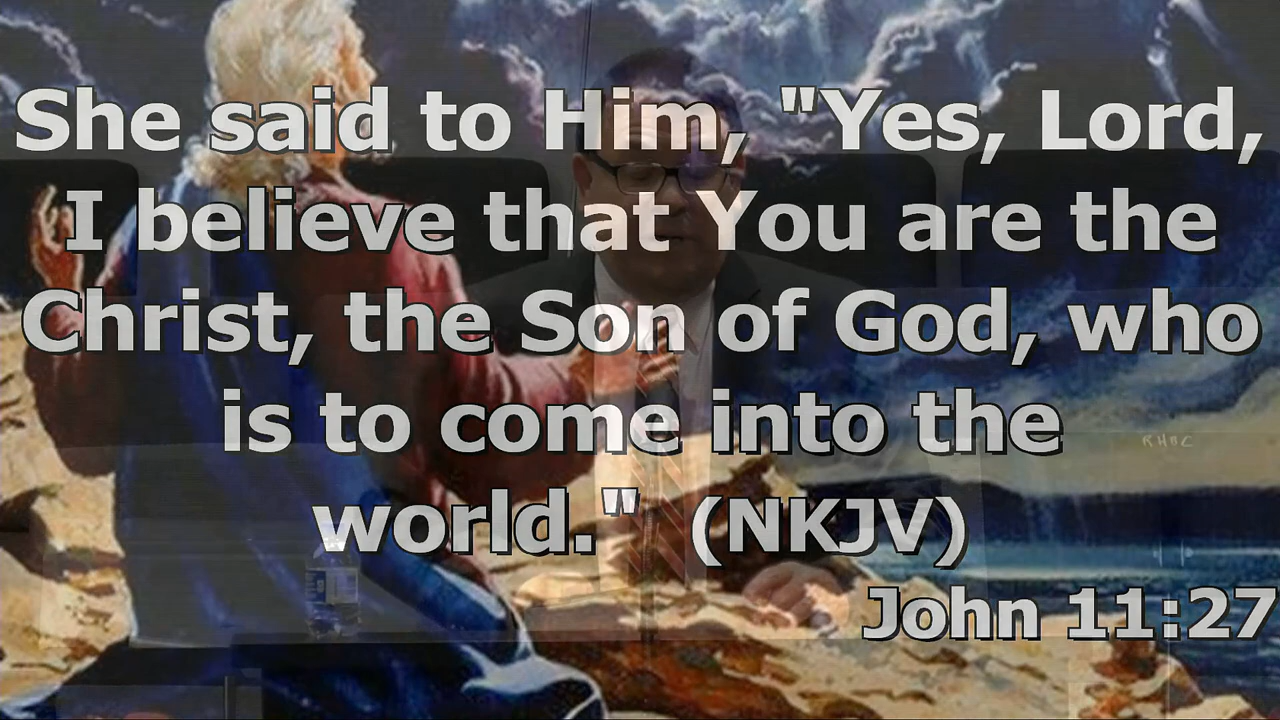 She said to Him, "Yes, Lord,
I believe that You are the
Christ, the Son of God, who
is to come into the
world."  (NKJV)
John 11:27
RHBC